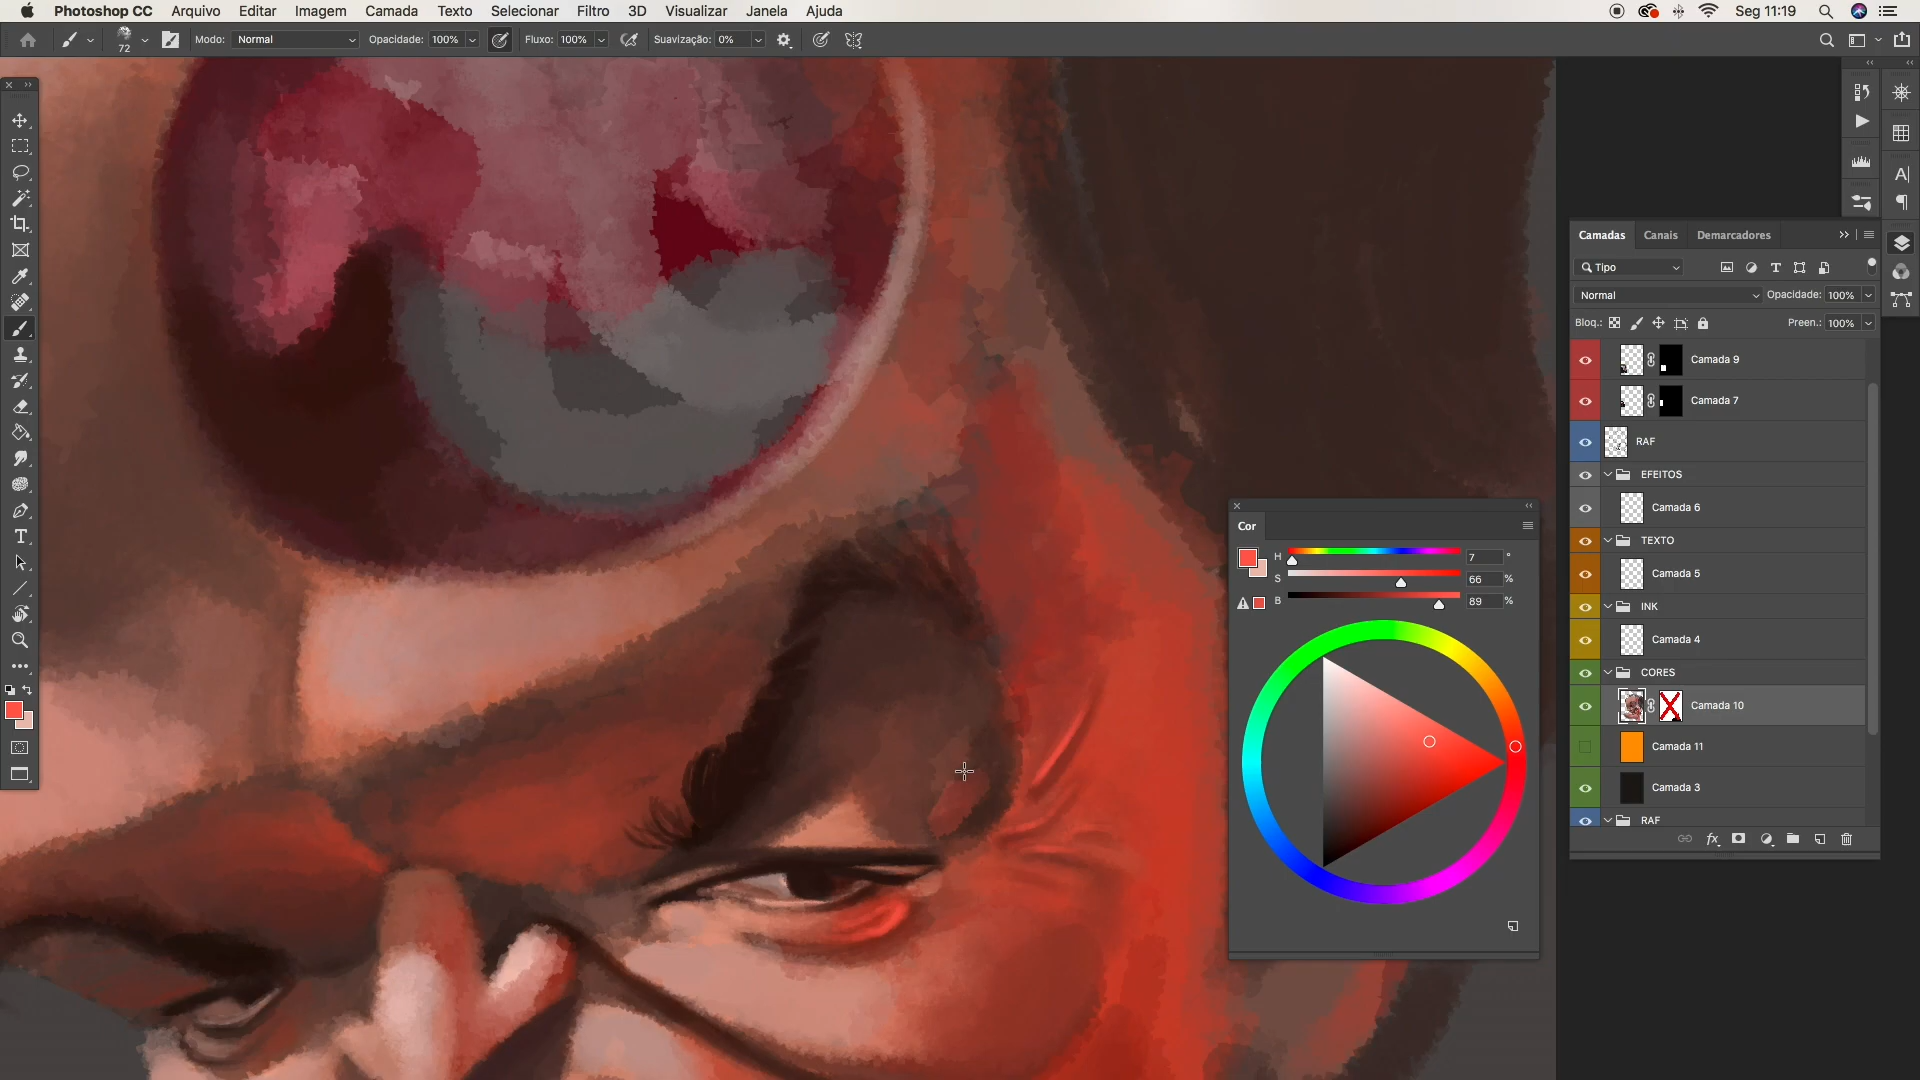 Photoshop CC Arquivo Editar Imagem Camada Texto Selecionar Filtro 3D Visualizar Janela Ajuda Seg 11:19
72 Modo: Normal Opacidade: 100% Fluxo: 100% Suavização: 0%
Camadas Canais Demarcadores
Tipo
Normal Opacidade: 100%
Bloq.: Preen.: 100%
Camada 9
Camada 7
RAF
EFEITOS
Camada 6
TEXTO
Camada 5
INK
Camada 4
CORES
Camada 10
Camada 11
Camada 3
RAF
fx
Cor
H 7 °
S 66 %
B 89 %